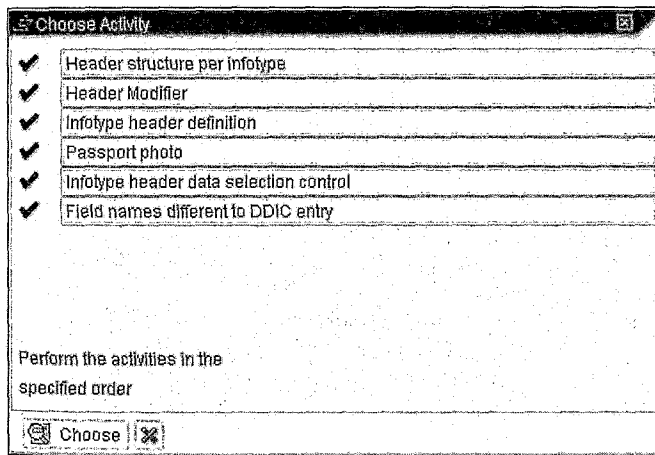 Choose Activity
Header structure per infotype
Header Modifier
Infotype header definition
Passport photo
Infotype header data selection control
Field names different to DDIC entry
Perform the activities in the
specified order
Choose